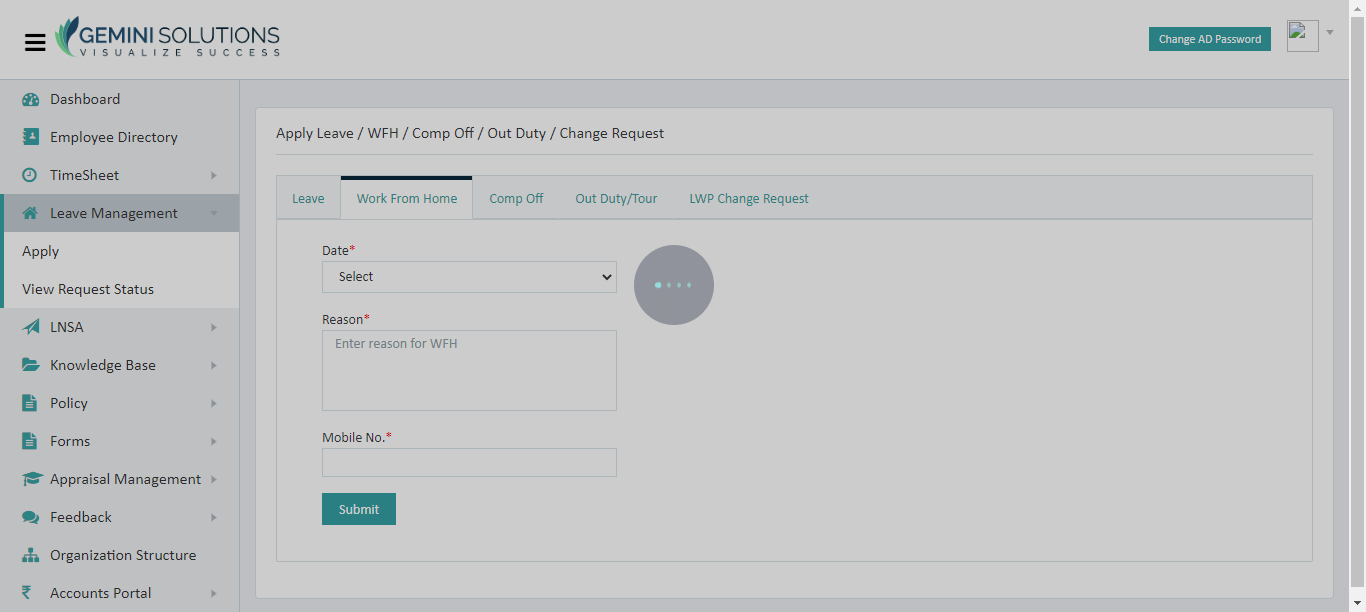 GEMINI SOLUTIONS
VISUALIZE SUCCESS
Change AD Password
Dashboard
Employee Directory
TimeSheet
Leave Management
Apply
View Request Status
LNSA
Knowledge Base
Policy
Forms
Appraisal Management
Feedback
Organization Structure
Accounts Portal
Apply Leave / WFH / Comp Off / Out Duty / Change Request
Leave Work From Home Comp Off Out Duty/Tour LWP Change Request
Date*
Select
Reason*
Enter reason for WFH
Mobile No.*
Submit